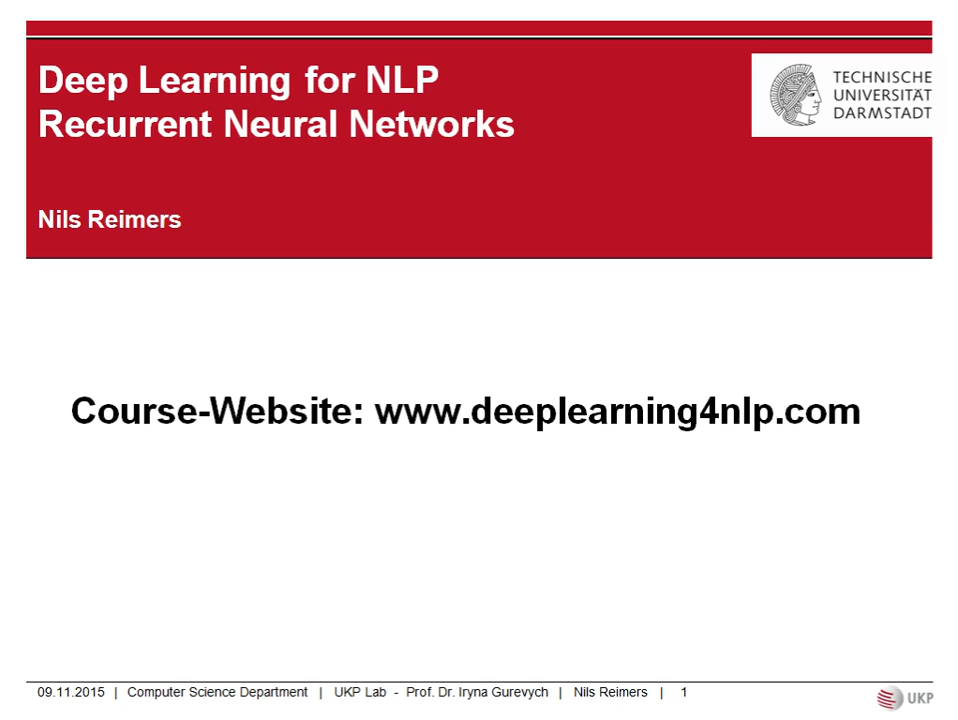 Deep Learning for NLP
Recurrent Neural Networks
TECHNISCHE
UNIVERSITÄT
DARMSTADT
Nils Reimers
Course-Website: www.deeplearning4nlp.com
09.11.2015 | Computer Science Department | UKP Lab - Prof. Dr. Iryna Gurevych | Nils Reimers | 1
UKP